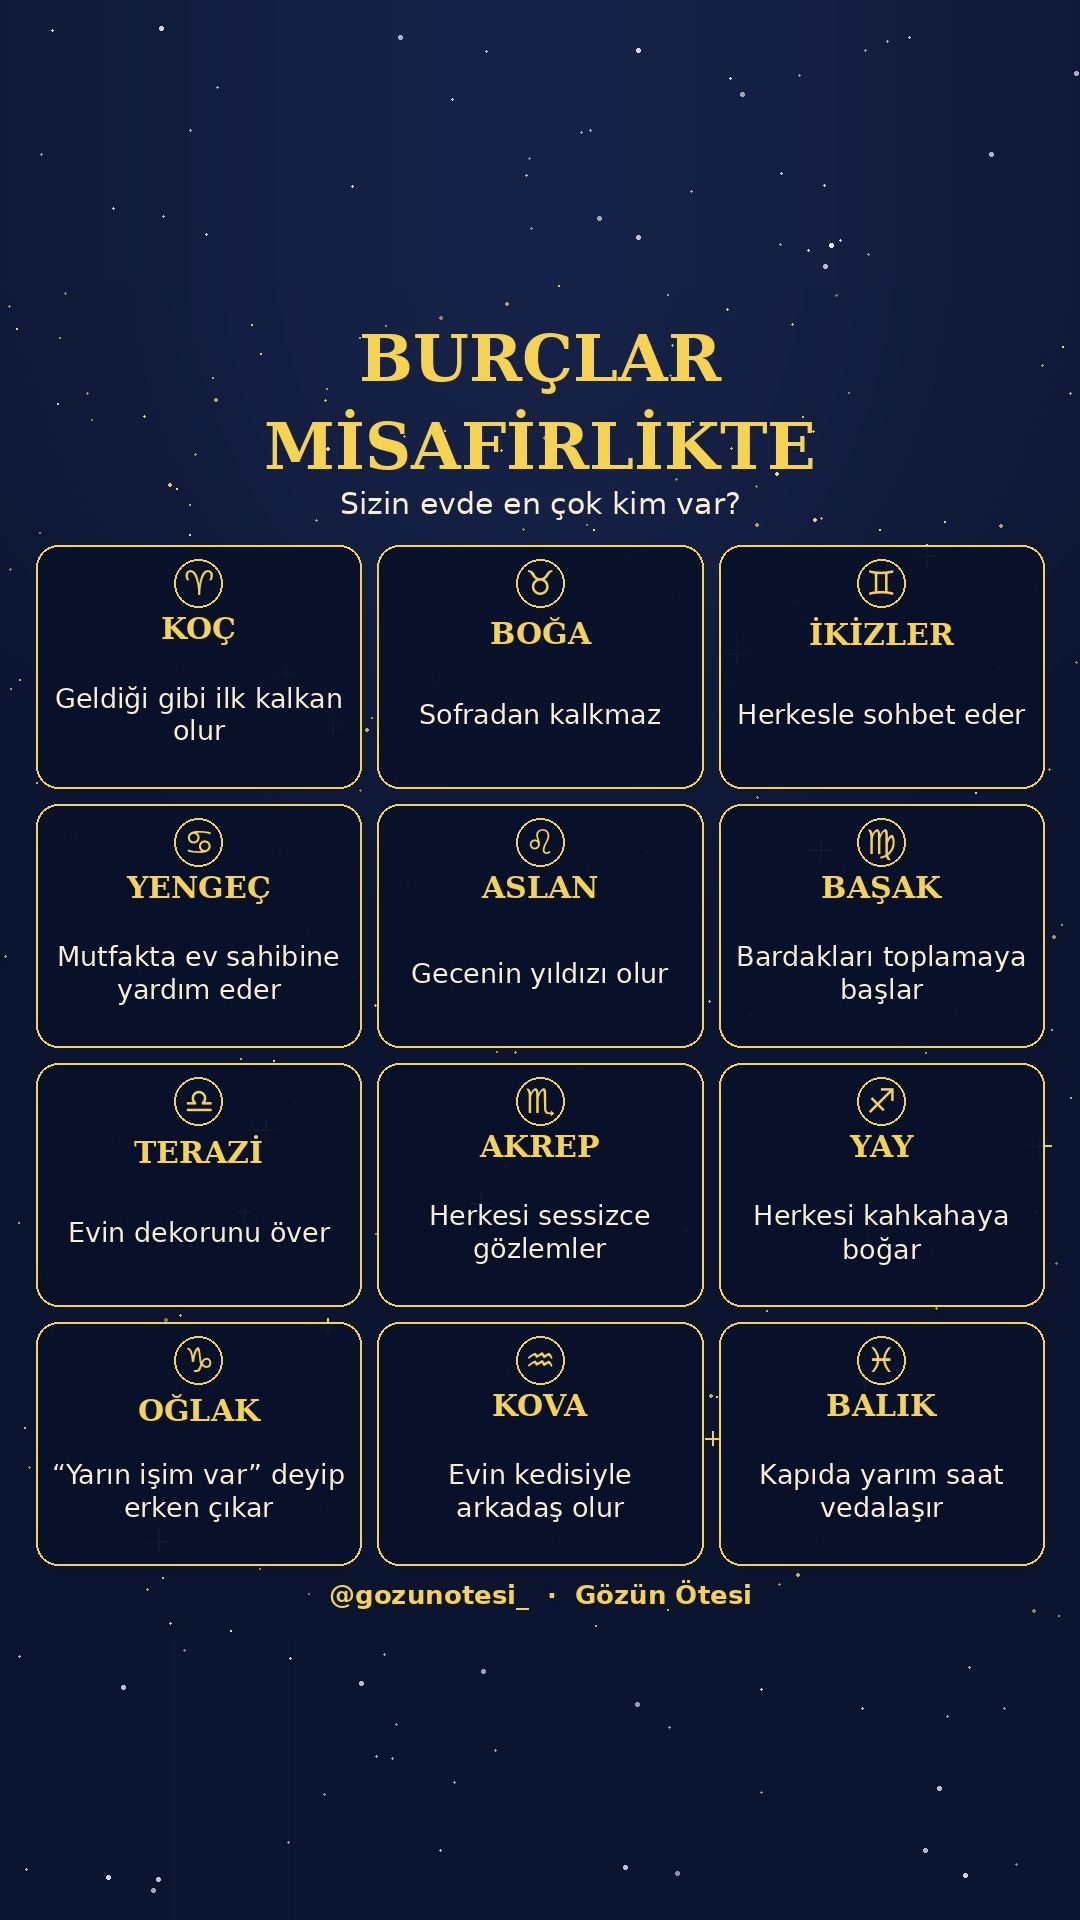 BURÇLAR
MİSAFİRLİKTE
Sizin evde en çok kim var?
♈
KOÇ
Geldiği gibi ilk kalkan
olur
♉
BOĞA
Sofradan kalkmaz
♊
İKİZLER
Herkesle sohbet eder
♋
YENGEÇ
Mutfakta ev sahibine
yardım eder
♌
ASLAN
Gecenin yıldızı olur
♍
BAŞAK
Bardakları toplamaya
başlar
♎
TERAZİ
Evin dekorunu över
♏
AKREP
Herkesi sessizce
gözlemler
♐
YAY
Herkesi kahkahaya
boğar
♑
OĞLAK
“Yarın işim var” deyip
erken çıkar
♒
KOVA
Evin kedisiyle
arkadaş olur
♓
BALIK
Kapıda yarım saat
vedalaşır
@gozunotesi_ · Gözün Ötesi